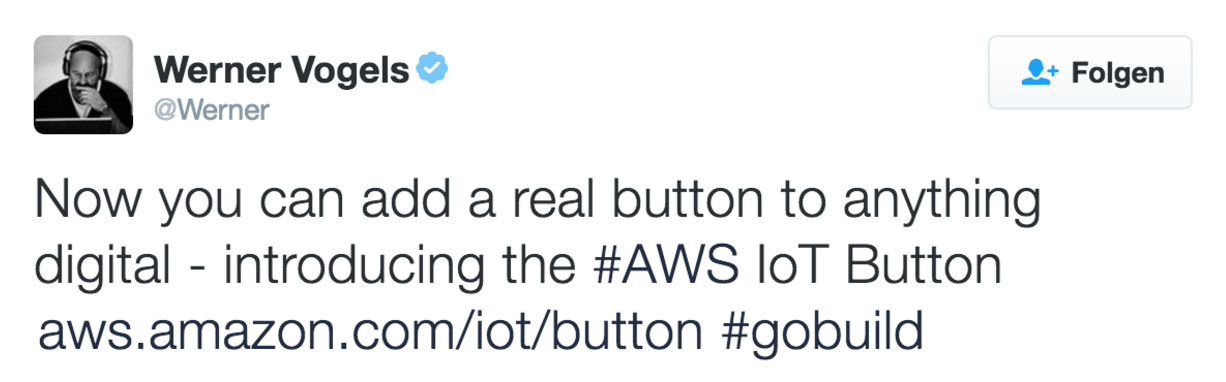 Werner Vogels
@Werner
Folgen
Now you can add a real button to anything
digital - introducing the #AWS IoT Button
aws.amazon.com/iot/button #gobuild